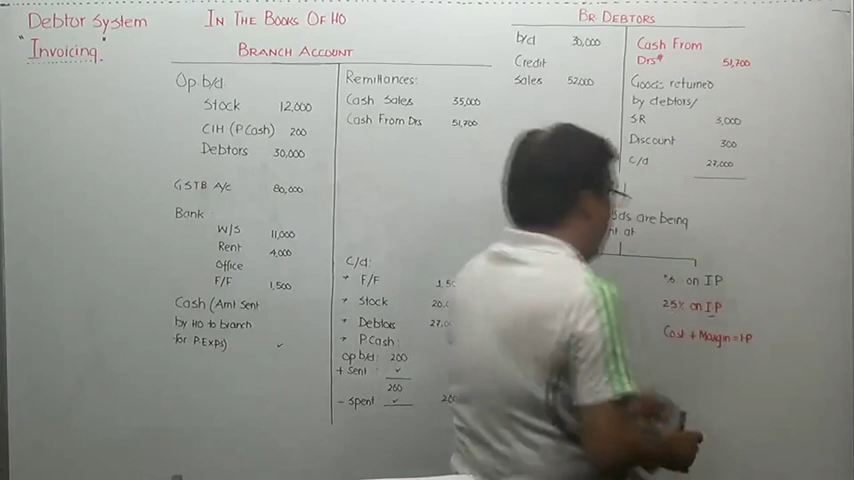 Debtor System
"Invoicing"
In The Books Of HO
Branch Account
Op b/d
Stock 12,000
CIH (P Cash) 200
Debtors 30,000
GSTB A/c 80,000
Bank
W/S 11,000
Rent 4,000
Office
F/F 1,500
Cash (Amt Sent
by HO to branch
for P.Exps) ✓
Remittances:
Cash Sales 35,000
Cash From Drs 51,700
C/d:
* F/F
* Stock
* Debtors
* P Cash:
Op b/d: 200
+ Sent ✓
200
- Spent ✓
Br Debtors
b/d 30,000
Credit
Sales 52,000
Cash From
Drs# 51,700
Goods returned
by debtors/
SR 3,000
Discount 300
c/d 27,000
are being
at
% on IP
25% on IP
Cost + Margin = I.P